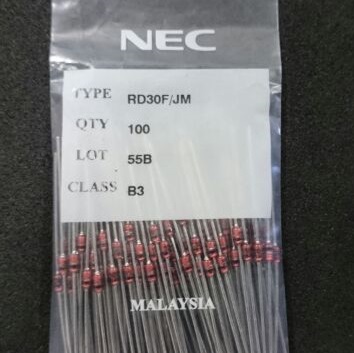 NEC
TYPE RD30F/JM
QTY 100
LOT 55B
CLASS B3
MALAYSIA